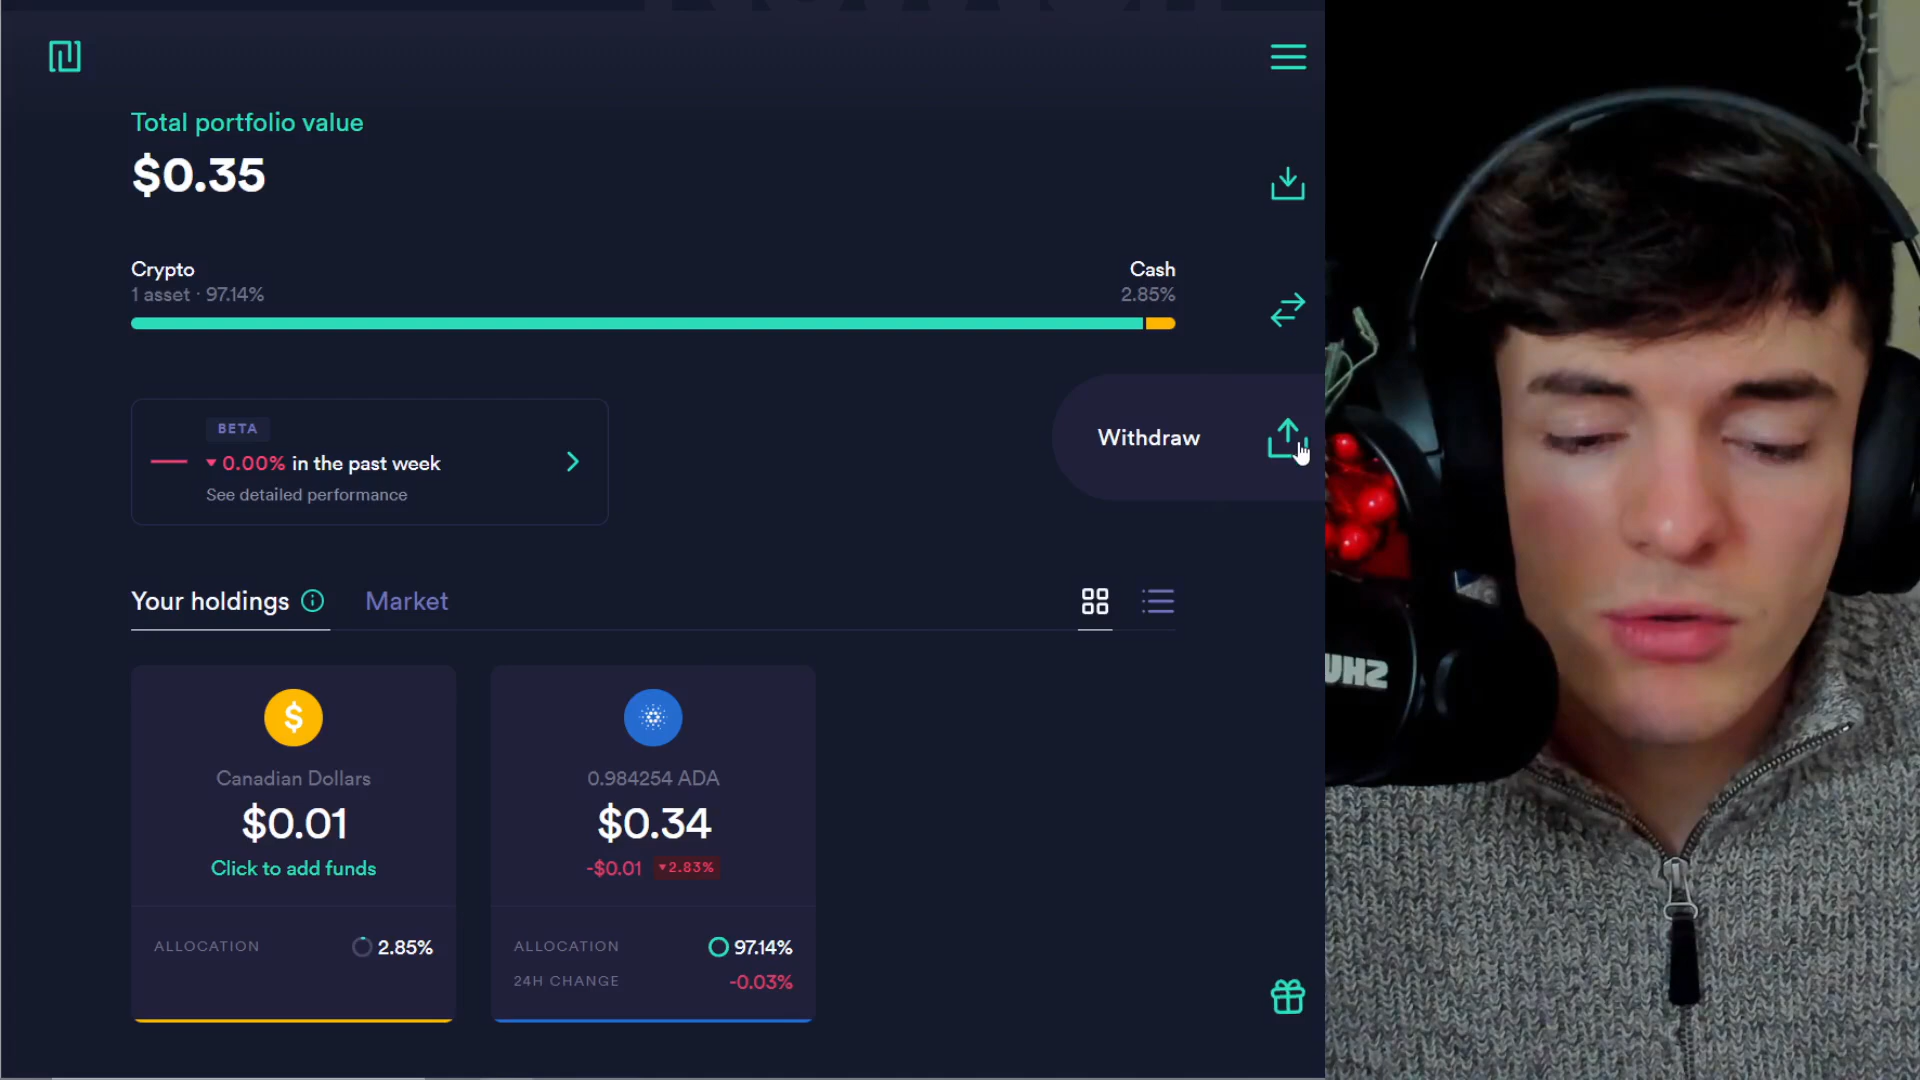 Total portfolio value
$0.35
Crypto
Cash
1 asset · 97.14%
2.85%
BETA
▼ 0.00% in the past week
See detailed performance
Withdraw
Your holdings
Market
Canadian Dollars
$0.01
Click to add funds
ALLOCATION
2.85%
0.984254 ADA
$0.34
-$0.01 ▼2.83%
ALLOCATION
97.14%
24H CHANGE
-0.03%